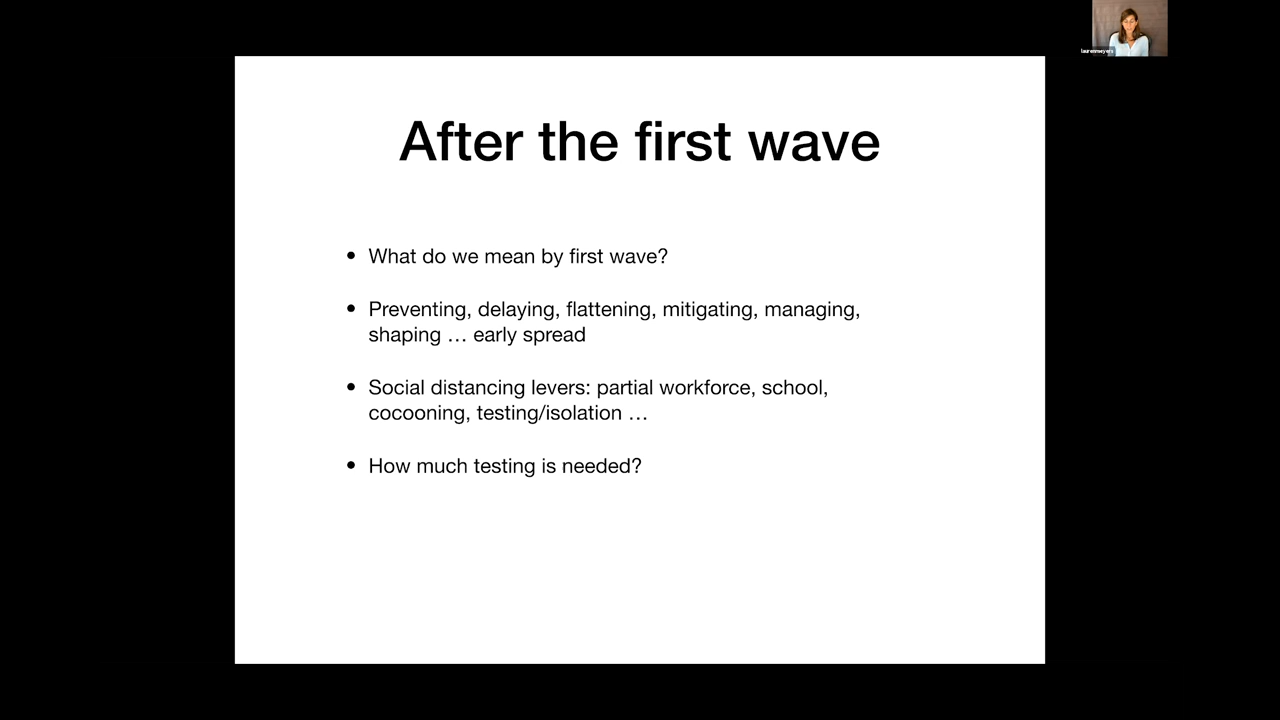 laurenmeyers
After the first wave
• What do we mean by first wave?
• Preventing, delaying, flattening, mitigating, managing,
shaping … early spread
• Social distancing levers: partial workforce, school,
cocooning, testing/isolation …
• How much testing is needed?